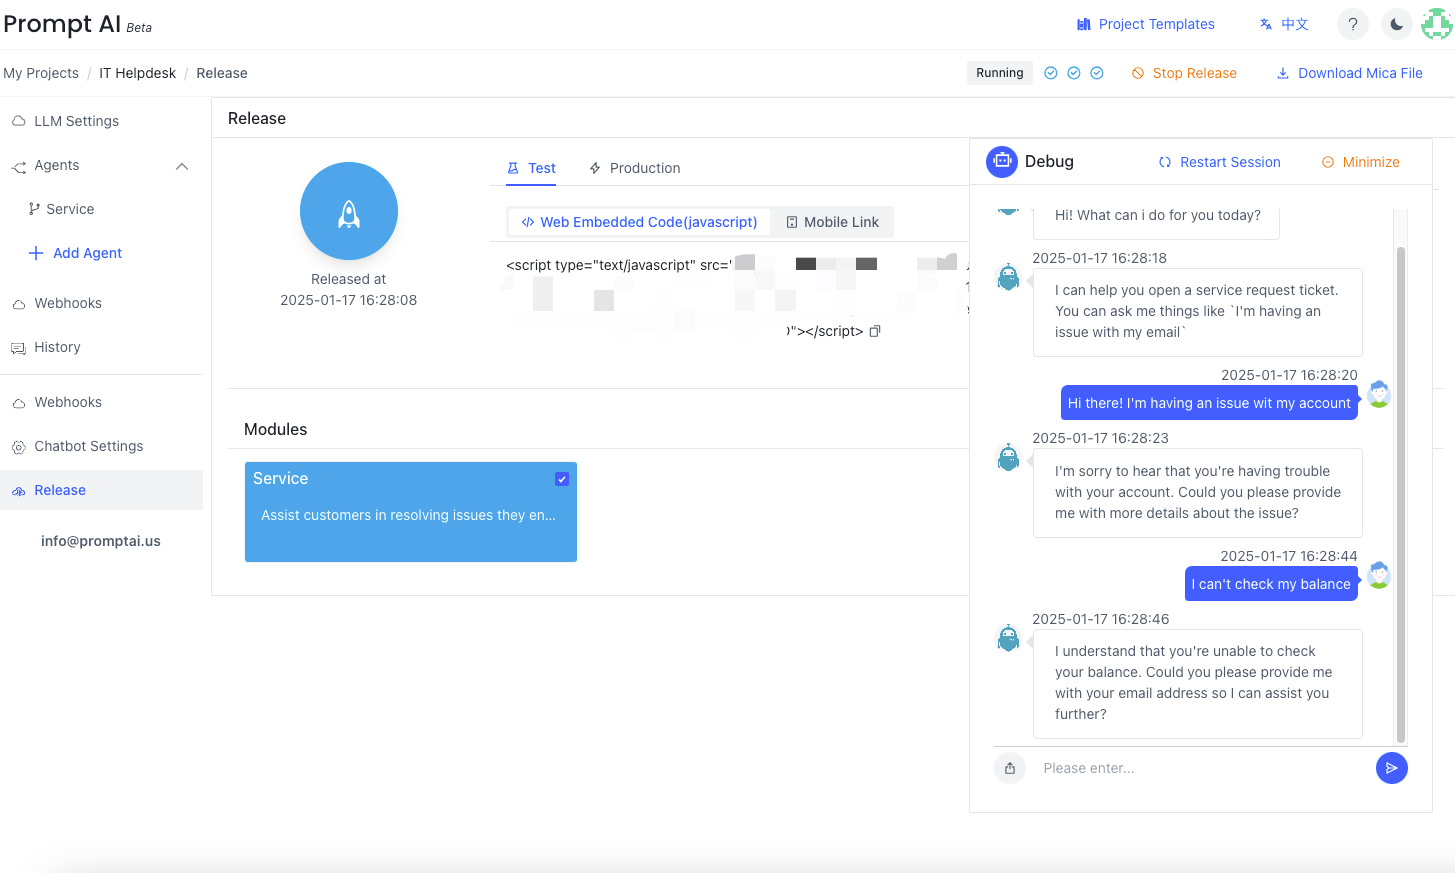 Prompt AI Beta
Project Templates
中文
?
My Projects / IT Helpdesk / Release
Running
Stop Release
Download Mica File
LLM Settings
Agents
Service
Add Agent
Webhooks
History
Webhooks
Chatbot Settings
Release
info@promptai.us
Release
Released at
2025-01-17 16:28:08
Test
Production
Web Embedded Code(javascript)
Mobile Link
<script type="text/javascript" src='
"></script>
Modules
Service
Assist customers in resolving issues they en...
Debug
Restart Session
Minimize
Hi! What can i do for you today?
2025-01-17 16:28:18
I can help you open a service request ticket.
You can ask me things like `I'm having an
issue with my email`
2025-01-17 16:28:20
Hi there! I'm having an issue wit my account
2025-01-17 16:28:23
I'm sorry to hear that you're having trouble
with your account. Could you please provide
me with more details about the issue?
2025-01-17 16:28:44
I can't check my balance
2025-01-17 16:28:46
I understand that you're unable to check
your balance. Could you please provide me
with your email address so I can assist you
further?
Please enter...